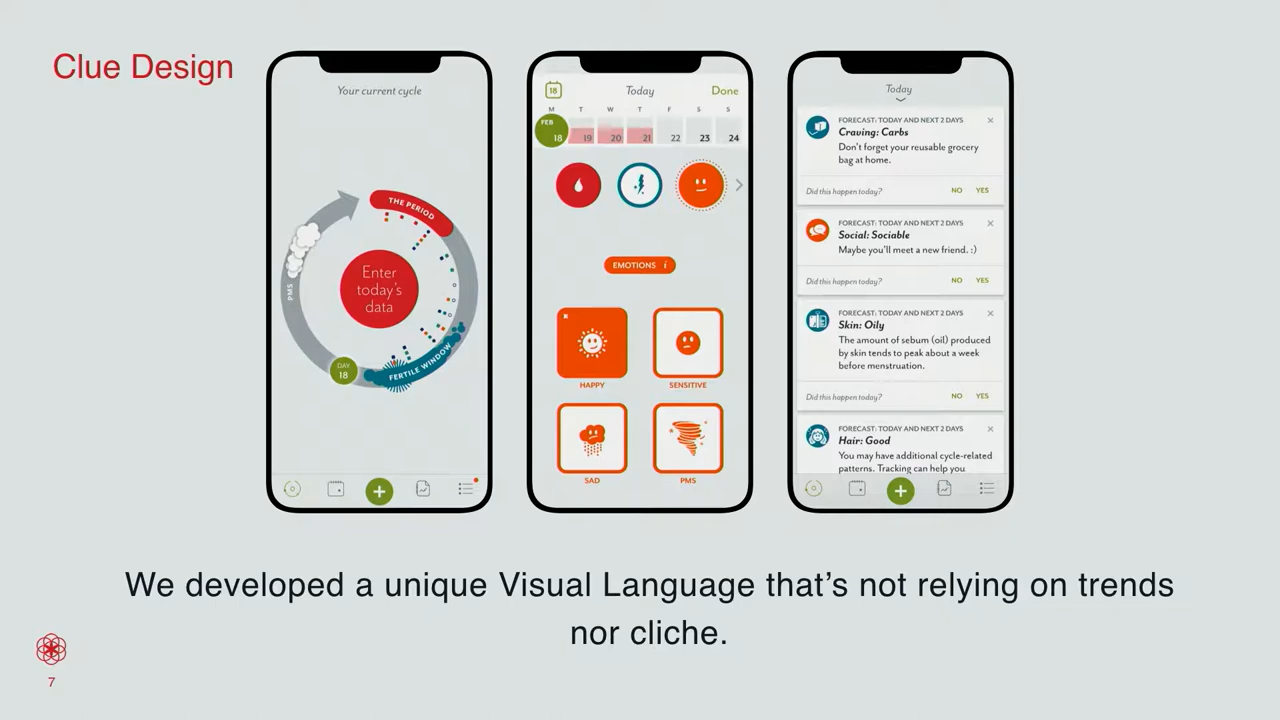 Clue Design
Your current cycle
THE PERIOD
PMS
Enter
today's
data
DAY
18
FERTILE WINDOW
18
Today
Done
M T W T F S S
FEB
18 19 20 21 22 23 24
EMOTIONS i
HAPPY
SENSITIVE
SAD
PMS
Today
FORECAST: TODAY AND NEXT 2 DAYS
Craving: Carbs
Don't forget your reusable grocery
bag at home.
Did this happen today? NO YES
FORECAST: TODAY AND NEXT 2 DAYS
Social: Sociable
Maybe you'll meet a new friend. :)
Did this happen today? NO YES
FORECAST: TODAY AND NEXT 2 DAYS
Skin: Oily
The amount of sebum (oil) produced
by skin tends to peak about a week
before menstruation.
Did this happen today? NO YES
FORECAST: TODAY AND NEXT 2 DAYS
Hair: Good
You may have additional cycle-related
patterns. Tracking can help you
We developed a unique Visual Language that's not relying on trends
nor cliche.
7